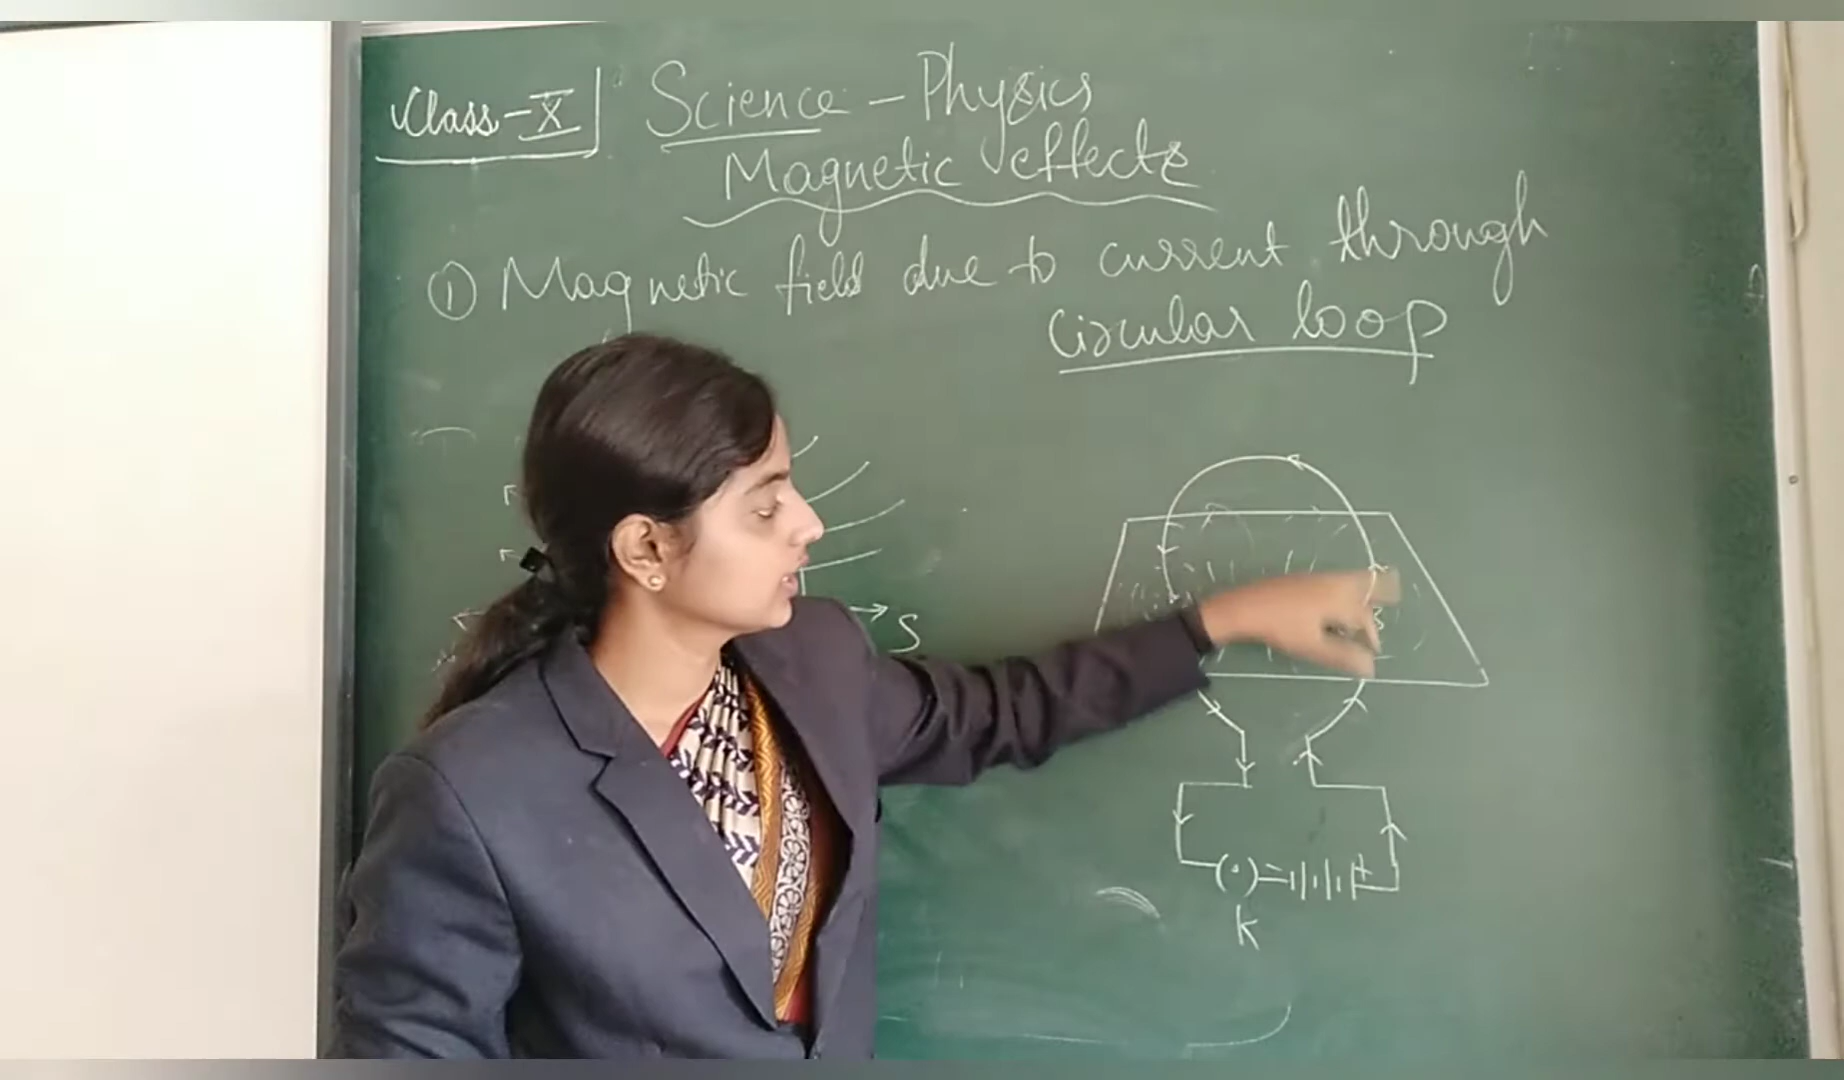 Class-X
Science - Physics
Magnetic effects
① Magnetic field due to current through
circular loop
S
+
K